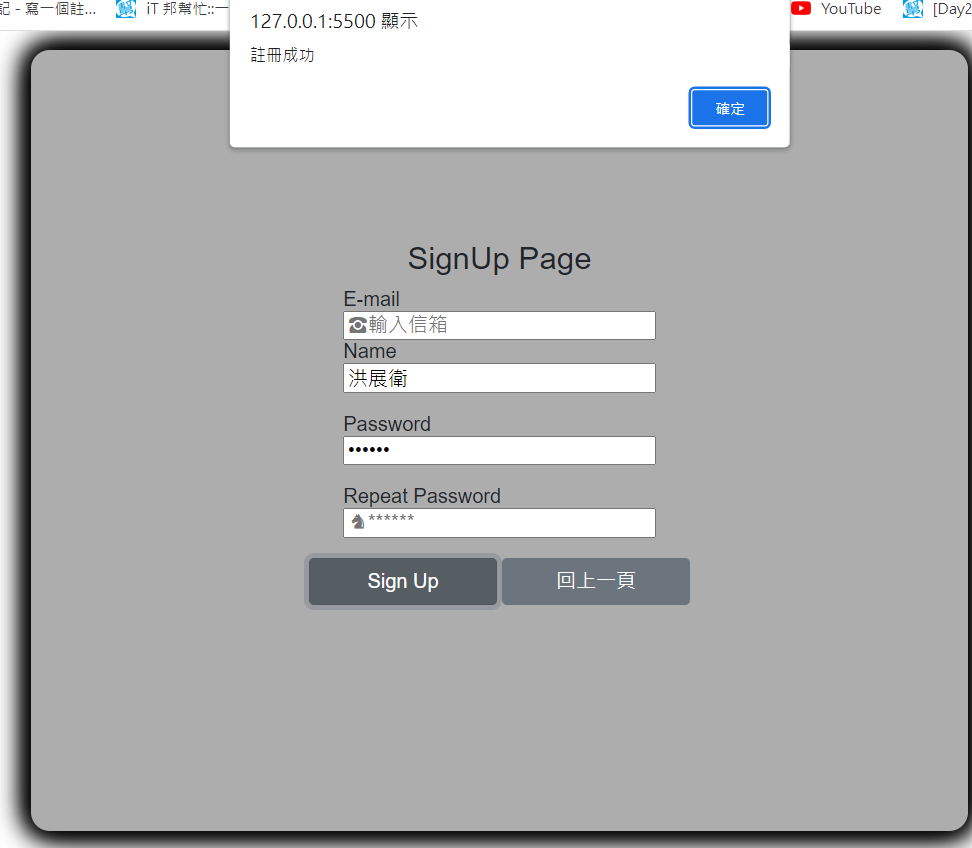 記 - 寫一個註... iT 邦幫忙::一 YouTube [Day2
127.0.0.1:5500 顯示
註冊成功
確定
SignUp Page
E-mail
☎輸入信箱
Name
洪展衛
Password
••••••
Repeat Password
♞******
Sign Up 回上一頁